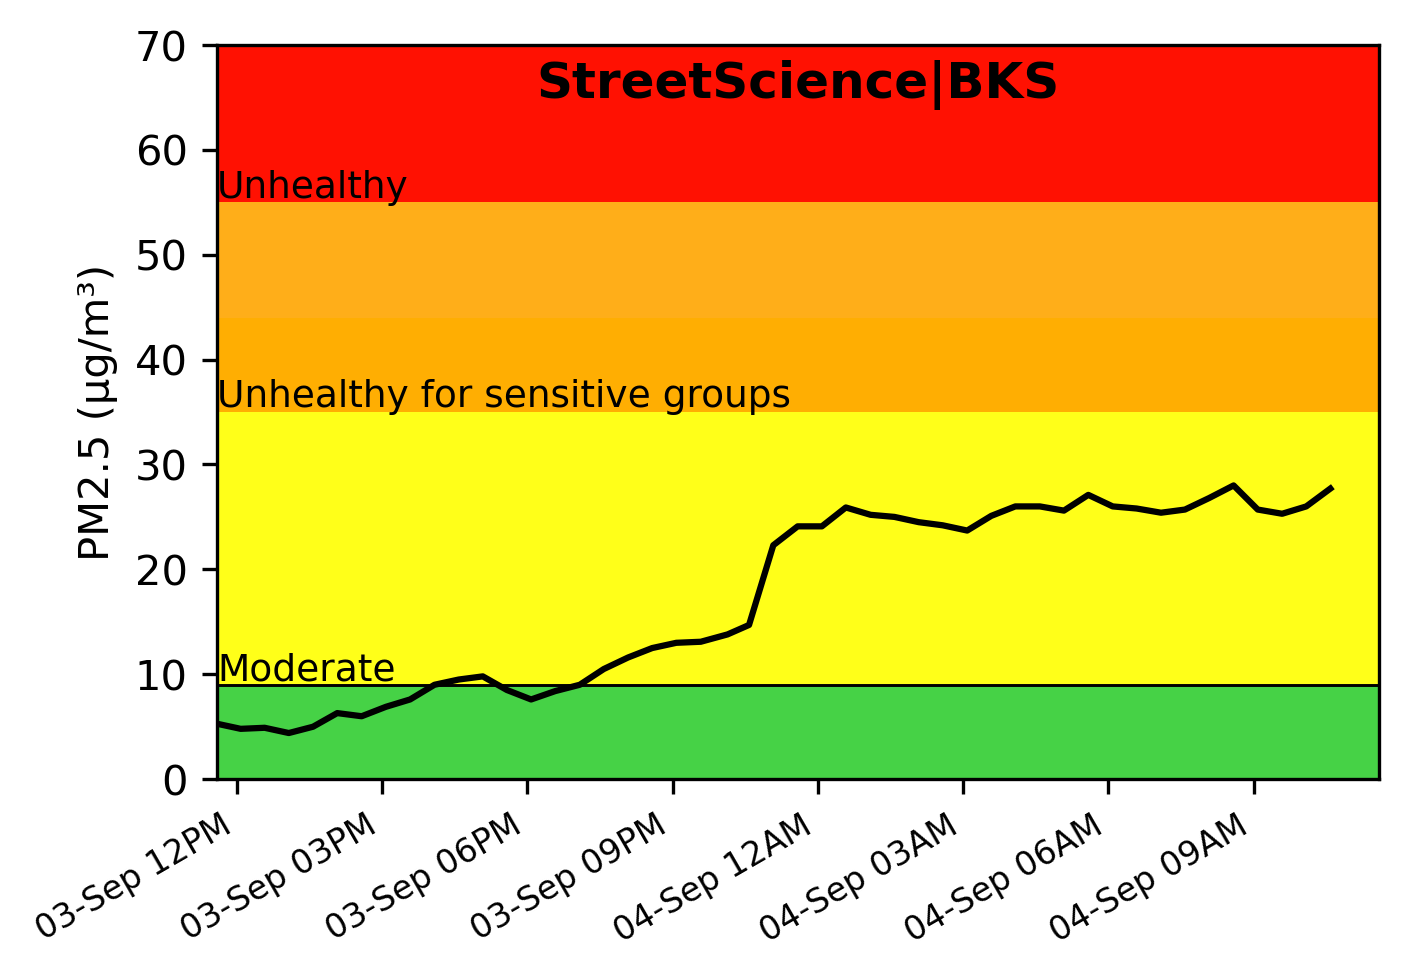 StreetScience|BKS
70
60
50
40
30
20
10
0
PM2.5 (µg/m³)
Unhealthy
Unhealthy for sensitive groups
Moderate
03-Sep 12PM
03-Sep 03PM
03-Sep 06PM
03-Sep 09PM
04-Sep 12AM
04-Sep 03AM
04-Sep 06AM
04-Sep 09AM